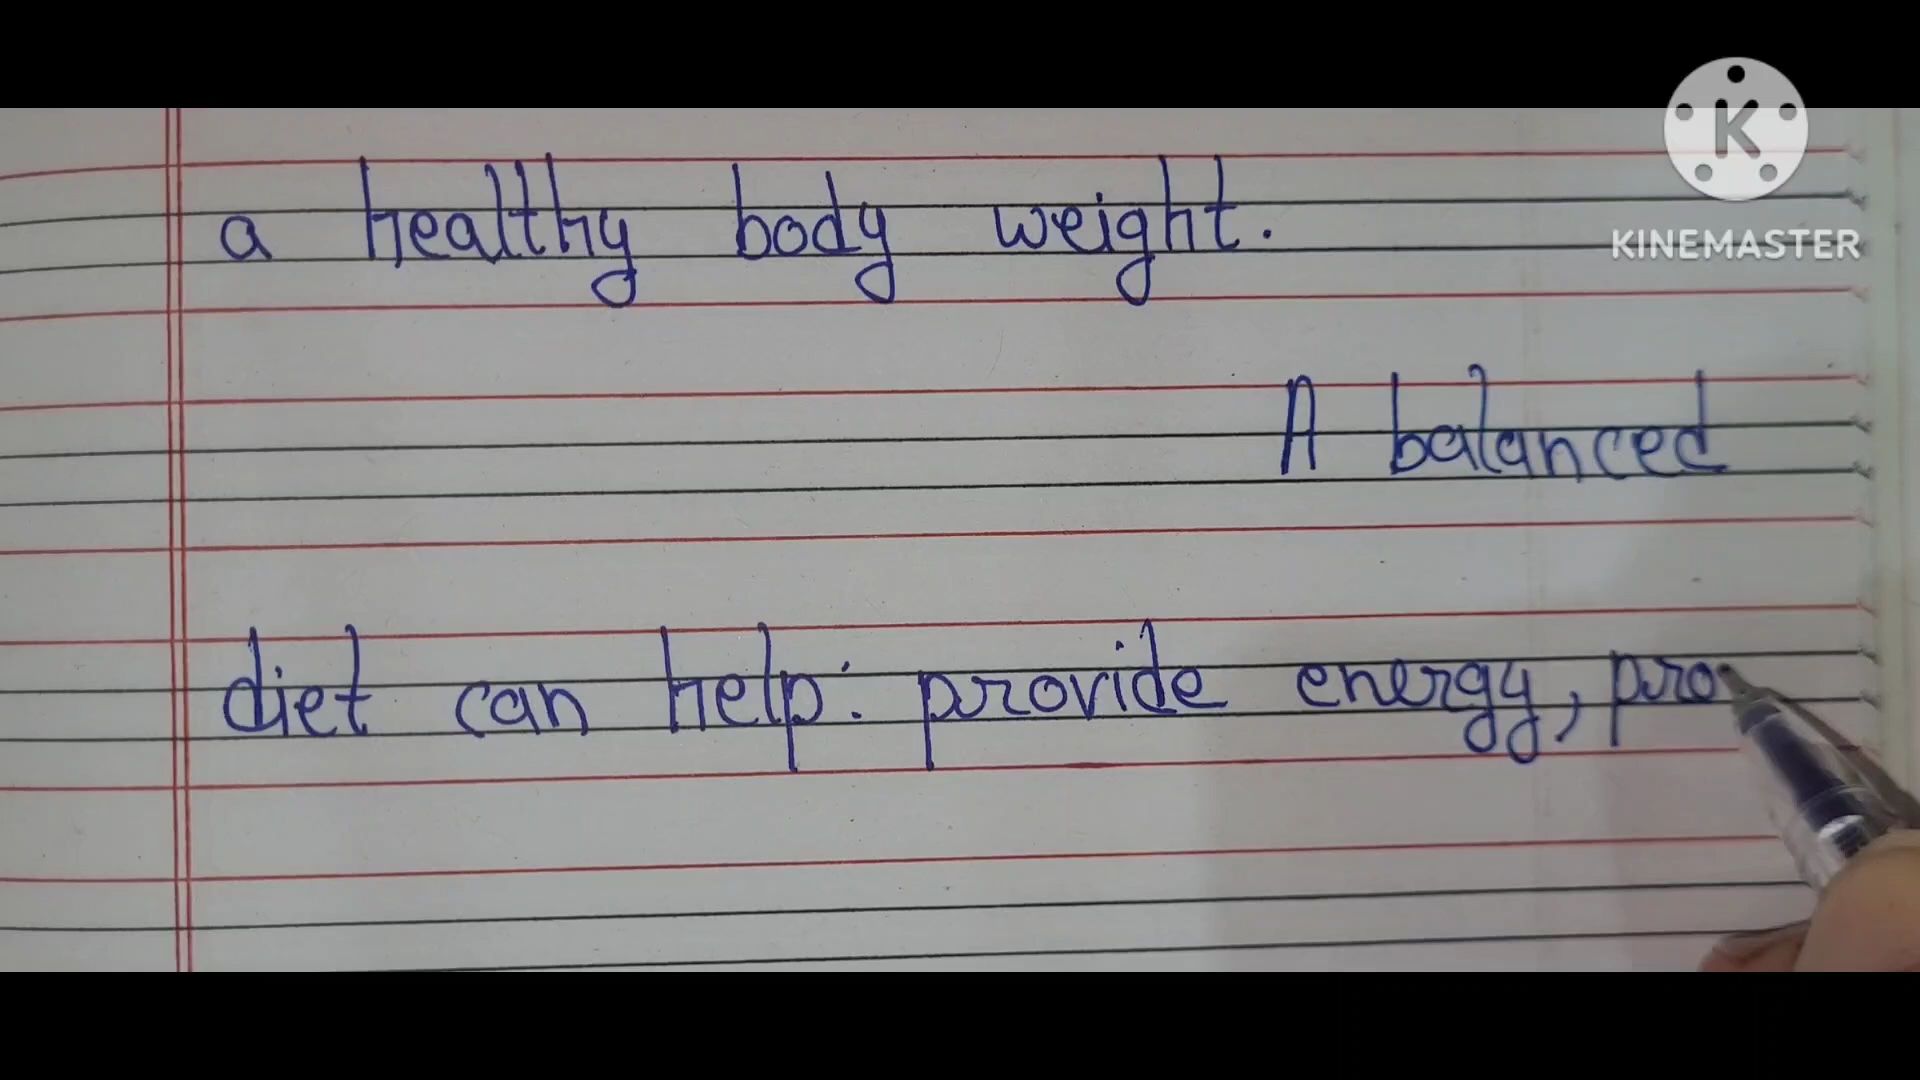 K
KINEMASTER
a healthy body weight.
A balanced
diet can help: provide energy, pro